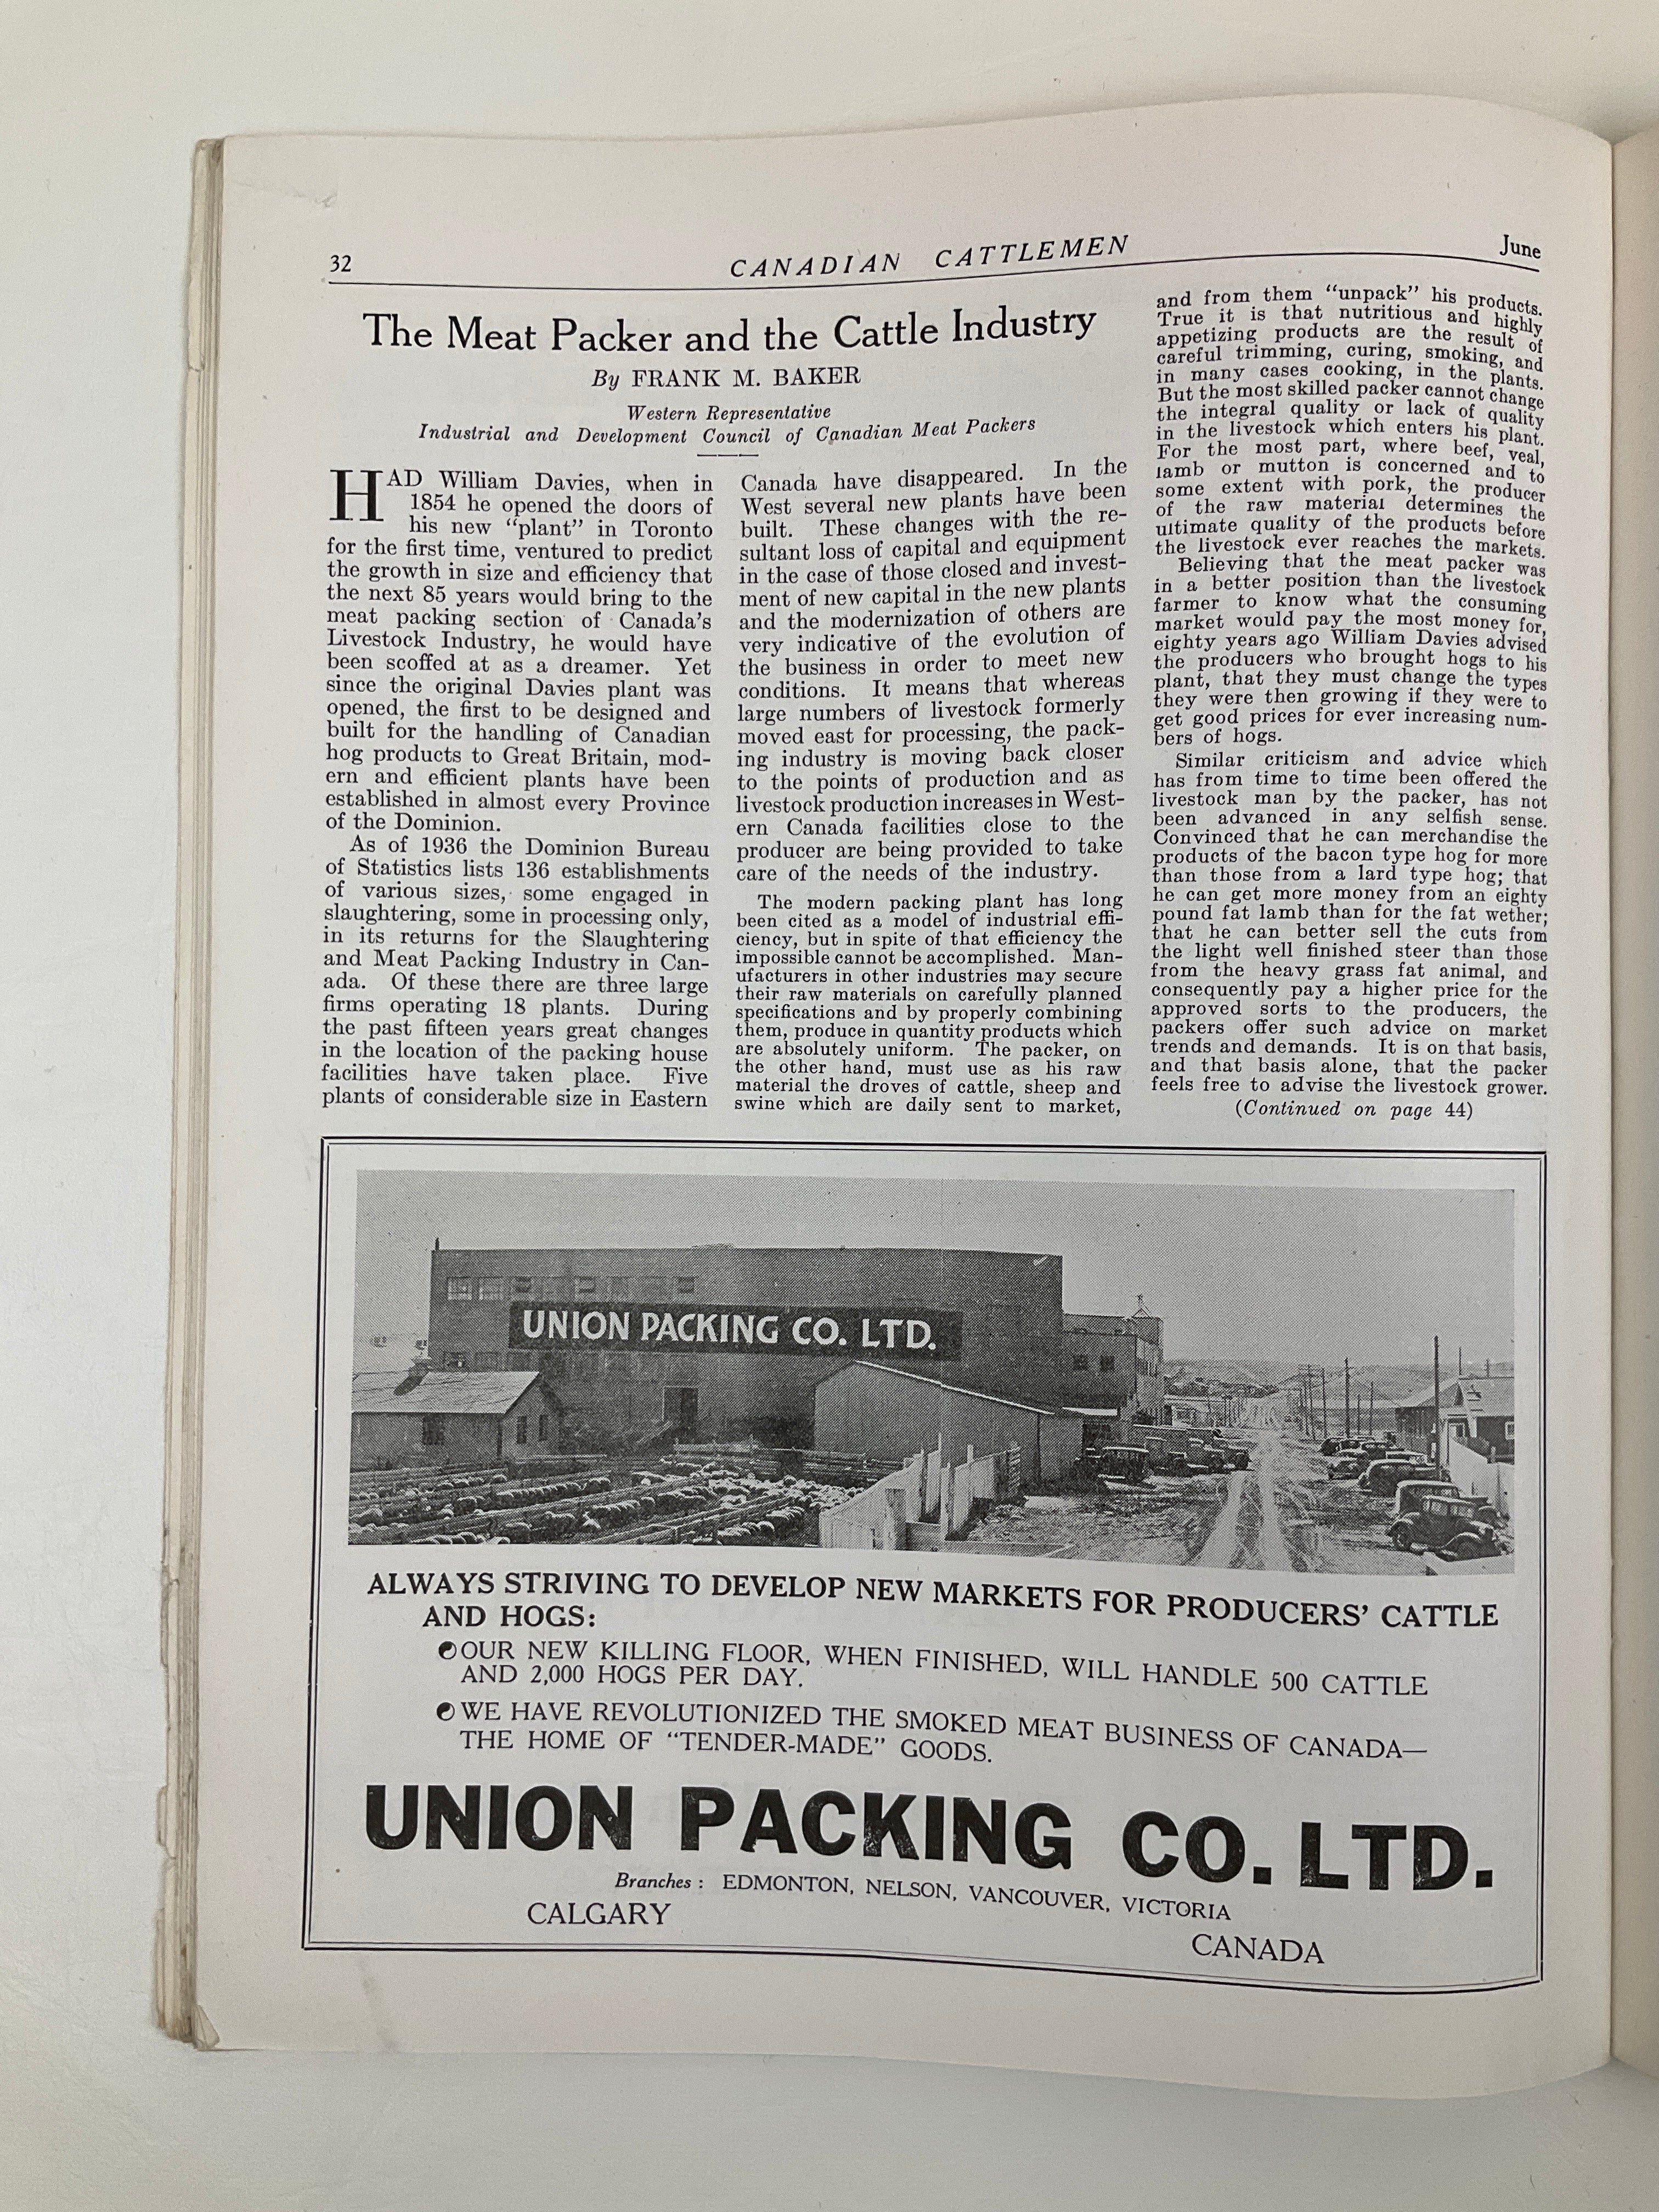 32
CANADIAN CATTLEMEN
June
The Meat Packer and the Cattle Industry
By FRANK M. BAKER
Western Representative
Industrial and Development Council of Canadian Meat Packers
HAD William Davies, when in
1854 he opened the doors of
his new "plant" in Toronto
for the first time, ventured to predict
the growth in size and efficiency that
the next 85 years would bring to the
meat packing section of Canada's
Livestock Industry, he would have
been scoffed at as a dreamer. Yet
since the original Davies plant was
opened, the first to be designed and
built for the handling of Canadian
hog products to Great Britain, mod-
ern and efficient plants have been
established in almost every Province
of the Dominion.
As of 1936 the Dominion Bureau
of Statistics lists 136 establishments
of various sizes, some engaged in
slaughtering, some in processing only,
in its returns for the Slaughtering
and Meat Packing Industry in Can-
ada. Of these there are three large
firms operating 18 plants. During
the past fifteen years great changes
in the location of the packing house
facilities have taken place. Five
plants of considerable size in Eastern
Canada have disappeared. In the
West several new plants have been
built. These changes with the re-
sultant loss of capital and equipment
in the case of those closed and invest-
ment of new capital in the new plants
and the modernization of others are
very indicative of the evolution of
the business in order to meet new
conditions. It means that whereas
large numbers of livestock formerly
moved east for processing, the pack-
ing industry is moving back closer
to the points of production and as
livestock production increases in West-
ern Canada facilities close to the
producer are being provided to take
care of the needs of the industry.
The modern packing plant has long
been cited as a model of industrial effi-
ciency, but in spite of that efficiency the
impossible cannot be accomplished. Man-
ufacturers in other industries may secure
their raw materials on carefully planned
specifications and by properly combining
them, produce in quantity products which
are absolutely uniform. The packer, on
the other hand, must use as his raw
material the droves of cattle, sheep and
swine which are daily sent to market,
and from them "unpack" his products.
True it is that nutritious and highly
appetizing products are the result of
careful trimming, curing, smoking, and
in many cases cooking, in the plants.
But the most skilled packer cannot change
the integral quality or lack of quality
in the livestock which enters his plant.
For the most part, where beef, veal,
lamb or mutton is concerned and to
some extent with pork, the producer
of the raw material determines the
ultimate quality of the products before
the livestock ever reaches the markets.
Believing that the meat packer was
in a better position than the livestock
farmer to know what the consuming
market would pay the most money for,
eighty years ago William Davies advised
the producers who brought hogs to his
plant, that they must change the types
they were then growing if they were to
get good prices for ever increasing num-
bers of hogs.
Similar criticism and advice which
has from time to time been offered the
livestock man by the packer, has not
been advanced in any selfish sense.
Convinced that he can merchandise the
products of the bacon type hog for more
than those from a lard type hog; that
he can get more money from an eighty
pound fat lamb than for the fat wether;
that he can better sell the cuts from
the light well finished steer than those
from the heavy grass fat animal, and
consequently pay a higher price for the
approved sorts to the producers, the
packers offer such advice on market
trends and demands. It is on that basis,
and that basis alone, that the packer
feels free to advise the livestock grower.
(Continued on page 44)
UNION PACKING CO. LTD.
ALWAYS STRIVING TO DEVELOP NEW MARKETS FOR PRODUCERS' CATTLE
AND HOGS:
OUR NEW KILLING FLOOR, WHEN FINISHED, WILL HANDLE 500 CATTLE
AND 2,000 HOGS PER DAY.
WE HAVE REVOLUTIONIZED THE SMOKED MEAT BUSINESS OF CANADA—
THE HOME OF "TENDER-MADE" GOODS.
UNION PACKING CO. LTD.
Branches: EDMONTON, NELSON, VANCOUVER, VICTORIA
CALGARY
CANADA